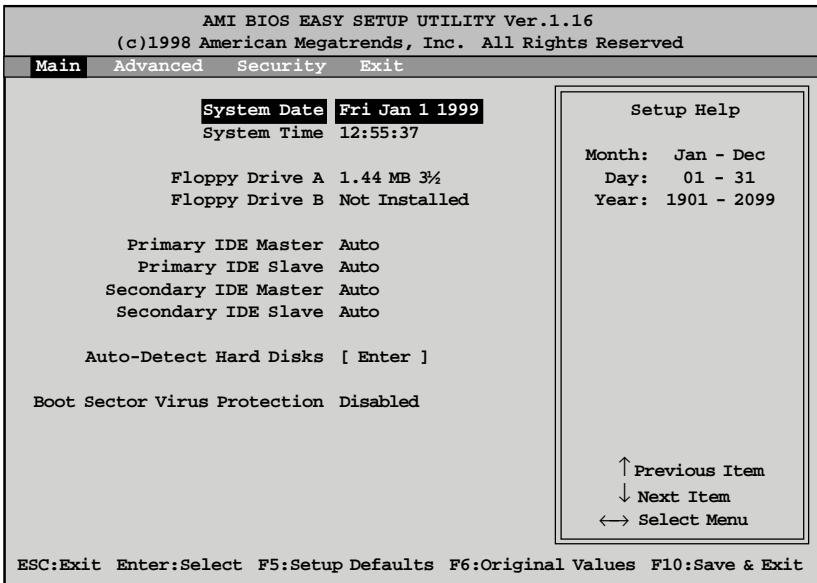 AMI BIOS EASY SETUP UTILITY Ver.1.16
(c)1998 American Megatrends, Inc. All Rights Reserved
Main Advanced Security Exit
System Date Fri Jan 1 1999
System Time 12:55:37
Floppy Drive A 1.44 MB 3½
Floppy Drive B Not Installed
Primary IDE Master Auto
Primary IDE Slave Auto
Secondary IDE Master Auto
Secondary IDE Slave Auto
Auto-Detect Hard Disks [ Enter ]
Boot Sector Virus Protection Disabled
Setup Help
Month: Jan - Dec
Day: 01 - 31
Year: 1901 - 2099
↑ Previous Item
↓ Next Item
←→ Select Menu
ESC:Exit Enter:Select F5:Setup Defaults F6:Original Values F10:Save & Exit